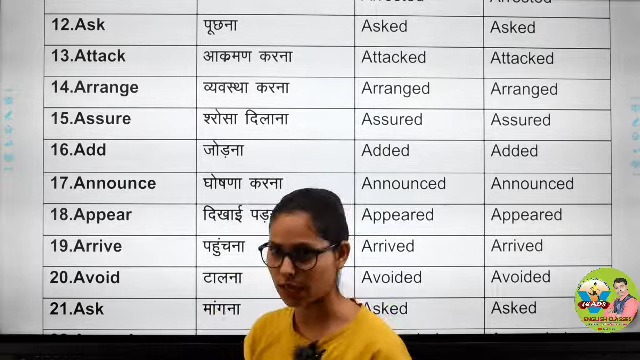 12.Ask पूछना Asked Asked
13.Attack आक्रमण करना Attacked Attacked
14.Arrange व्यवस्था करना Arranged Arranged
15.Assure श्रोसा दिलाना Assured Assured
16.Add जोड़ना Added Added
17.Announce घोषणा करना Announced Announced
18.Appear दिखाई Appeared Appeared
19.Arrive पहुंचना Arrived Arrived
20.Avoid टालना Avoided Avoided
21.Ask मांगना Asked Asked
ENGLISH CLASSES